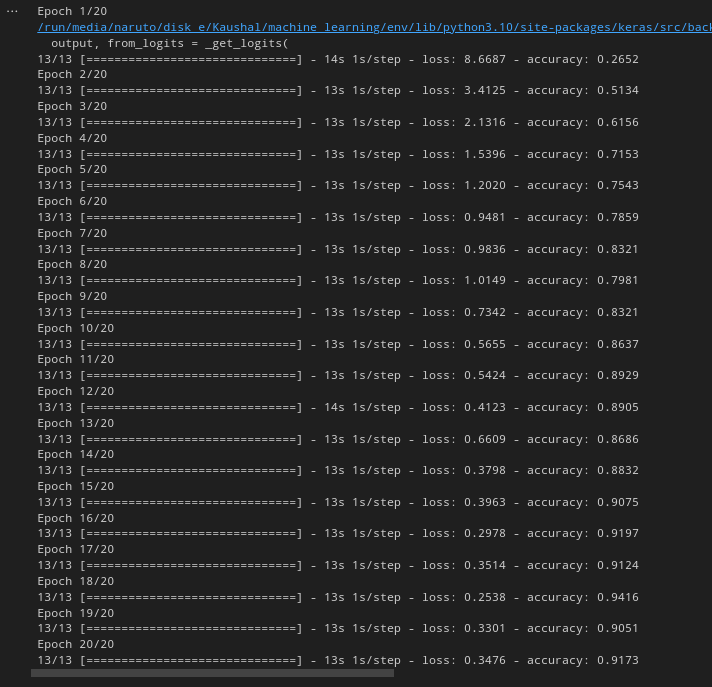 ...
Epoch 1/20
/run/media/naruto/disk_e/Kaushal/machine_learning/env/lib/python3.10/site-packages/keras/src/back
output, from_logits = _get_logits(
13/13 [==============================] - 14s 1s/step - loss: 8.6687 - accuracy: 0.2652
Epoch 2/20
13/13 [==============================] - 13s 1s/step - loss: 3.4125 - accuracy: 0.5134
Epoch 3/20
13/13 [==============================] - 13s 1s/step - loss: 2.1316 - accuracy: 0.6156
Epoch 4/20
13/13 [==============================] - 13s 1s/step - loss: 1.5396 - accuracy: 0.7153
Epoch 5/20
13/13 [==============================] - 13s 1s/step - loss: 1.2020 - accuracy: 0.7543
Epoch 6/20
13/13 [==============================] - 13s 1s/step - loss: 0.9481 - accuracy: 0.7859
Epoch 7/20
13/13 [==============================] - 13s 1s/step - loss: 0.9836 - accuracy: 0.8321
Epoch 8/20
13/13 [==============================] - 13s 1s/step - loss: 1.0149 - accuracy: 0.7981
Epoch 9/20
13/13 [==============================] - 13s 1s/step - loss: 0.7342 - accuracy: 0.8321
Epoch 10/20
13/13 [==============================] - 13s 1s/step - loss: 0.5655 - accuracy: 0.8637
Epoch 11/20
13/13 [==============================] - 13s 1s/step - loss: 0.5424 - accuracy: 0.8929
Epoch 12/20
13/13 [==============================] - 14s 1s/step - loss: 0.4123 - accuracy: 0.8905
Epoch 13/20
13/13 [==============================] - 13s 1s/step - loss: 0.6609 - accuracy: 0.8686
Epoch 14/20
13/13 [==============================] - 13s 1s/step - loss: 0.3798 - accuracy: 0.8832
Epoch 15/20
13/13 [==============================] - 13s 1s/step - loss: 0.3963 - accuracy: 0.9075
Epoch 16/20
13/13 [==============================] - 13s 1s/step - loss: 0.2978 - accuracy: 0.9197
Epoch 17/20
13/13 [==============================] - 13s 1s/step - loss: 0.3514 - accuracy: 0.9124
Epoch 18/20
13/13 [==============================] - 13s 1s/step - loss: 0.2538 - accuracy: 0.9416
Epoch 19/20
13/13 [==============================] - 13s 1s/step - loss: 0.3301 - accuracy: 0.9051
Epoch 20/20
13/13 [==============================] - 13s 1s/step - loss: 0.3476 - accuracy: 0.9173